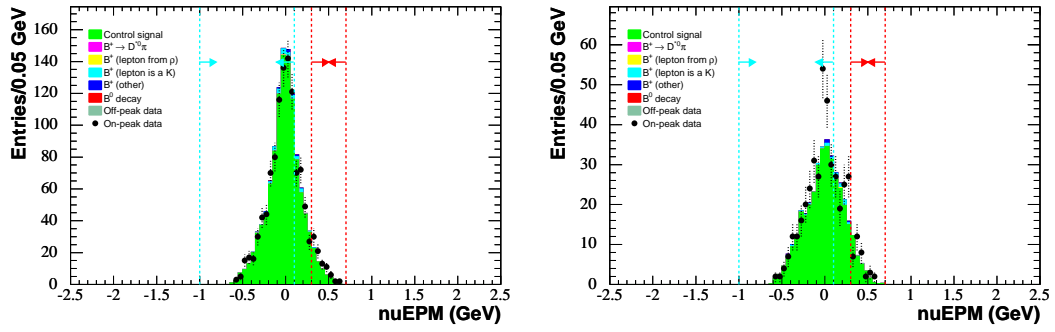 Entries/0.05 GeV
160
140
120
100
80
60
40
20
0
Control signal
B⁺ → D*⁰π
B⁺ (lepton from ρ)
B⁺ (lepton is a K)
B⁺ (other)
B⁰ decay
Off-peak data
On-peak data
-2.5 -2 -1.5 -1 -0.5 0 0.5 1 1.5 2 2.5
nuEPM (GeV)
Entries/0.05 GeV
60
50
40
30
20
10
0
Control signal
B⁺ → D*⁰π
B⁺ (lepton from ρ)
B⁺ (lepton is a K)
B⁺ (other)
B⁰ decay
Off-peak data
On-peak data
-2.5 -2 -1.5 -1 -0.5 0 0.5 1 1.5 2 2.5
nuEPM (GeV)